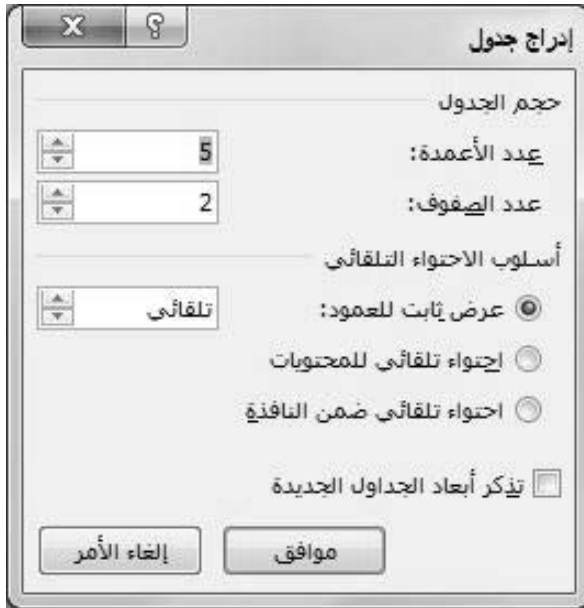 إدراج جدول
حجم الجدول
عدد الأعمدة: 5
عدد الصفوف: 2
أسلوب الاحتواء التلقائي
عرض ثابت للعمود: تلقائي
احتواء تلقائي للمحتويات
احتواء تلقائي ضمن النافذة
تذكر أبعاد الجداول الجديدة
موافق إلغاء الأمر